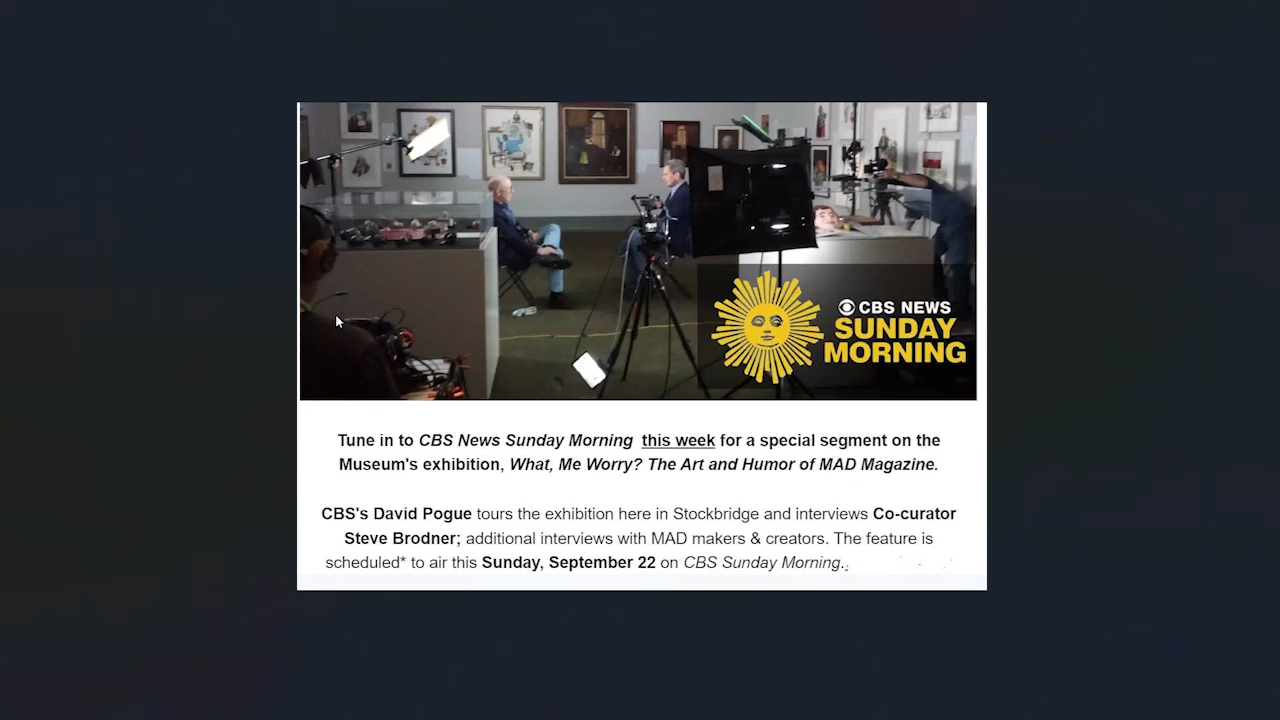 CBS NEWS
SUNDAY
MORNING
Tune in to CBS News Sunday Morning this week for a special segment on the
Museum's exhibition, What, Me Worry? The Art and Humor of MAD Magazine.
CBS's David Pogue tours the exhibition here in Stockbridge and interviews Co-curator
Steve Brodner; additional interviews with MAD makers & creators. The feature is
scheduled* to air this Sunday, September 22 on CBS Sunday Morning.